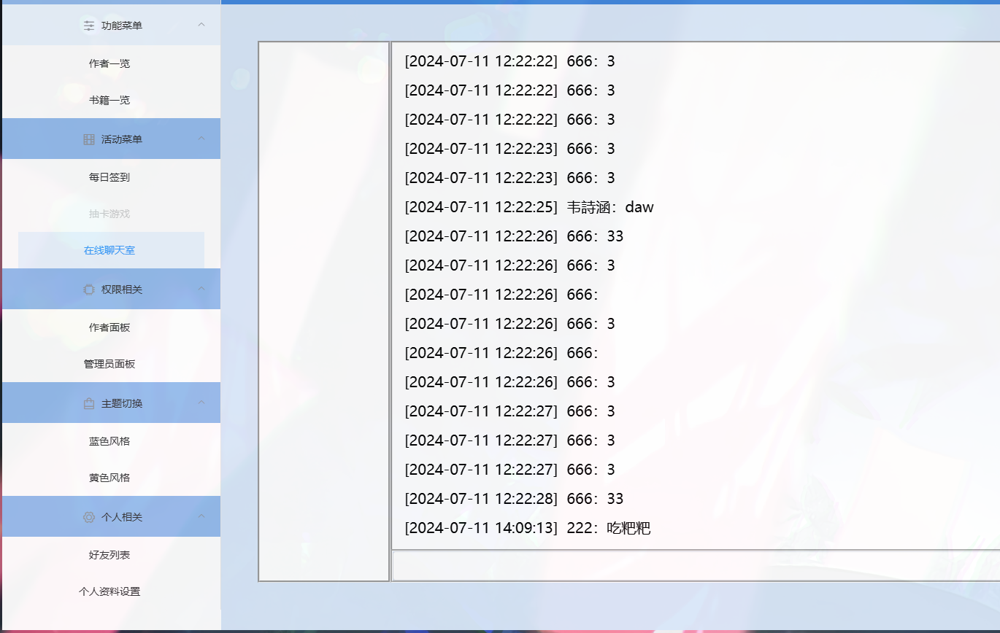 功能菜单
作者一览
书籍一览
活动菜单
每日签到
抽卡游戏
在线聊天室
权限相关
作者面板
管理员面板
主题切换
蓝色风格
黄色风格
个人相关
好友列表
个人资料设置
[2024-07-11 12:22:22] 666：3
[2024-07-11 12:22:22] 666：3
[2024-07-11 12:22:22] 666：3
[2024-07-11 12:22:23] 666：3
[2024-07-11 12:22:23] 666：3
[2024-07-11 12:22:25] 韦詩涵：daw
[2024-07-11 12:22:26] 666：33
[2024-07-11 12:22:26] 666：3
[2024-07-11 12:22:26] 666：
[2024-07-11 12:22:26] 666：3
[2024-07-11 12:22:26] 666：
[2024-07-11 12:22:26] 666：3
[2024-07-11 12:22:27] 666：3
[2024-07-11 12:22:27] 666：3
[2024-07-11 12:22:27] 666：3
[2024-07-11 12:22:28] 666：33
[2024-07-11 14:09:13] 222：吃粑粑